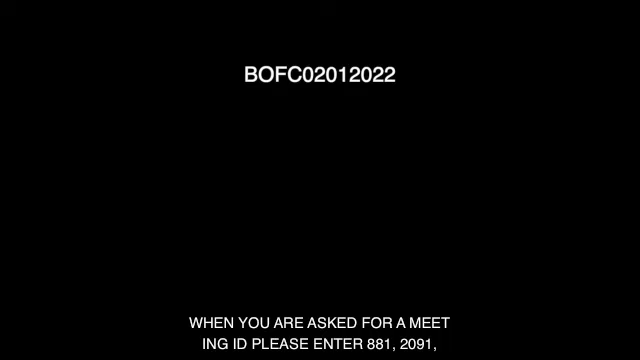 BOFC02012022
WHEN YOU ARE ASKED FOR A MEET
ING ID PLEASE ENTER 881, 2091,